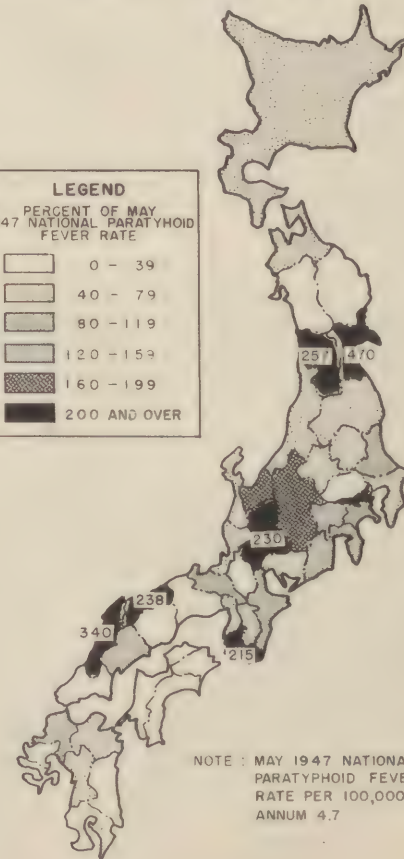 LEGEND
PERCENT OF MAY
47 NATIONAL PARATYHOID
FEVER RATE
0 - 39
40 - 79
80 - 119
120 - 159
160 - 199
200 AND OVER
257 470
230
238
340
215
NOTE : MAY 1947 NATIONA
PARATYPHOID FEVE
RATE PER 100,000
ANNUM 4.7